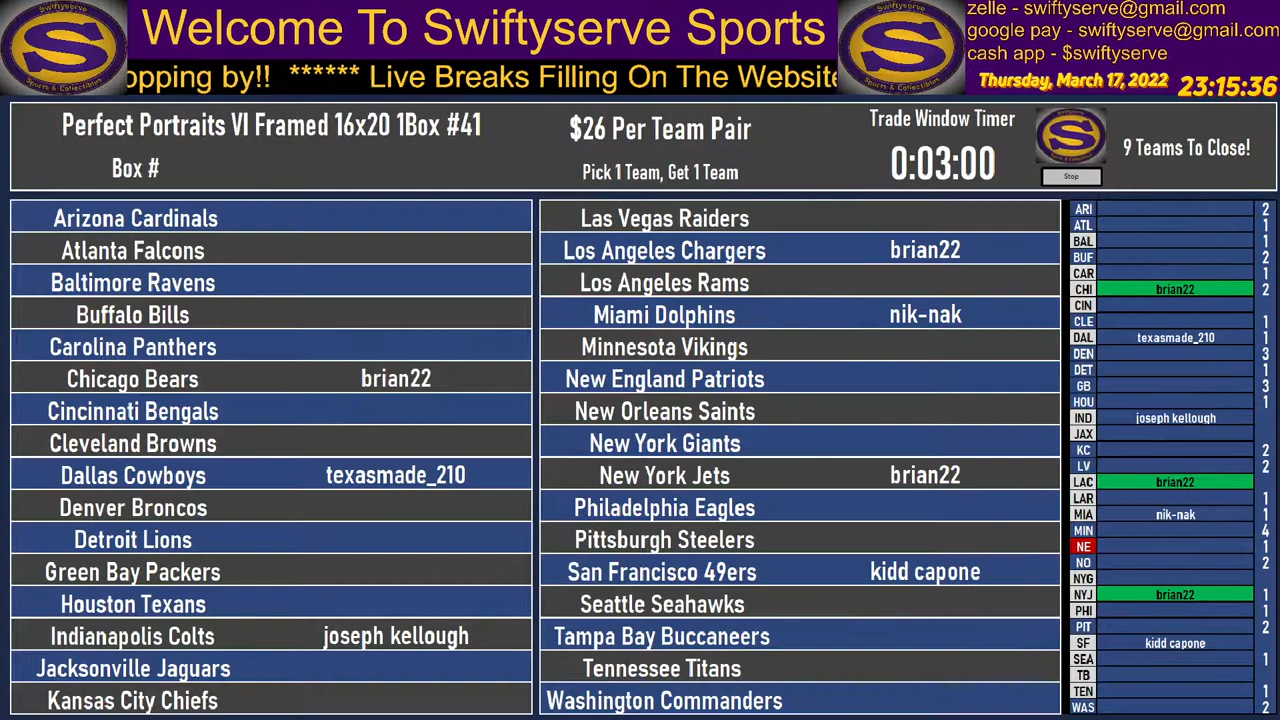 Welcome To Swiftyserve Sports
opping by!! ****** Live Breaks Filling On The Website
zelle - swiftyserve@gmail.com
google pay - swiftyserve@gmail.com
cash app - $swiftyserve
Thursday, March 17, 2022 23:15:36
Perfect Portraits VI Framed 16x20 1Box #41
Box #
$26 Per Team Pair
Pick 1 Team, Get 1 Team
Trade Window Timer
0:03:00
Stop
9 Teams To Close!
Arizona Cardinals
Atlanta Falcons
Baltimore Ravens
Buffalo Bills
Carolina Panthers
Chicago Bears brian22
Cincinnati Bengals
Cleveland Browns
Dallas Cowboys texasmade_210
Denver Broncos
Detroit Lions
Green Bay Packers
Houston Texans
Indianapolis Colts joseph kellough
Jacksonville Jaguars
Kansas City Chiefs
Las Vegas Raiders
Los Angeles Chargers brian22
Los Angeles Rams
Miami Dolphins nik-nak
Minnesota Vikings
New England Patriots
New Orleans Saints
New York Giants
New York Jets brian22
Philadelphia Eagles
Pittsburgh Steelers
San Francisco 49ers kidd capone
Seattle Seahawks
Tampa Bay Buccaneers
Tennessee Titans
Washington Commanders
ARI 2
ATL 1
BAL 1
BUF 2
CAR 1
CHI brian22 2
CIN
CLE 1
DAL texasmade_210 1
DEN 3
DET 1
GB 3
HOU 1
IND joseph kellough
JAX
KC 2
LV 2
LAC brian22
LAR 1
MIA nik-nak 1
MIN 4
NE 1
NO 2
NYG
NYJ brian22 1
PHI 1
PIT 2
SF kidd capone
SEA 1
TB
TEN 1
WAS 2